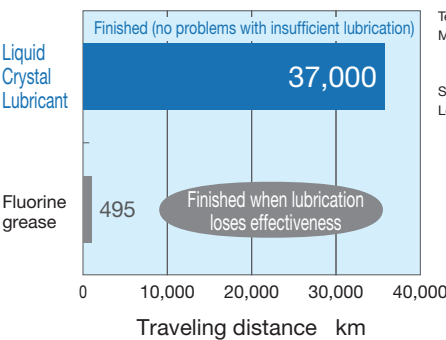 Finished (no problems with insufficient lubrication)
Liquid
Crystal
Lubricant
37,000
Fluorine
grease
495
Finished when lubrication
loses effectiveness
0 10,000 20,000 30,000 40,000
Traveling distance km